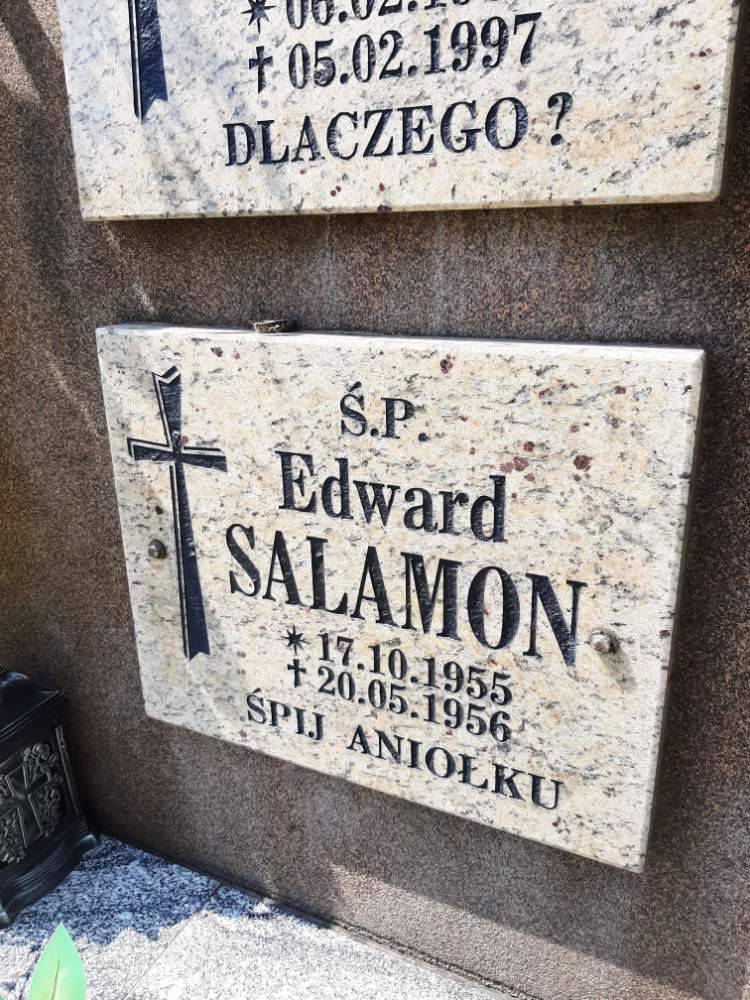 † 05.02.1997
DLACZEGO ?
Ś.P.
Edward
SALAMON
* 17.10.1955
† 20.05.1956
ŚPIJ ANIOŁKU